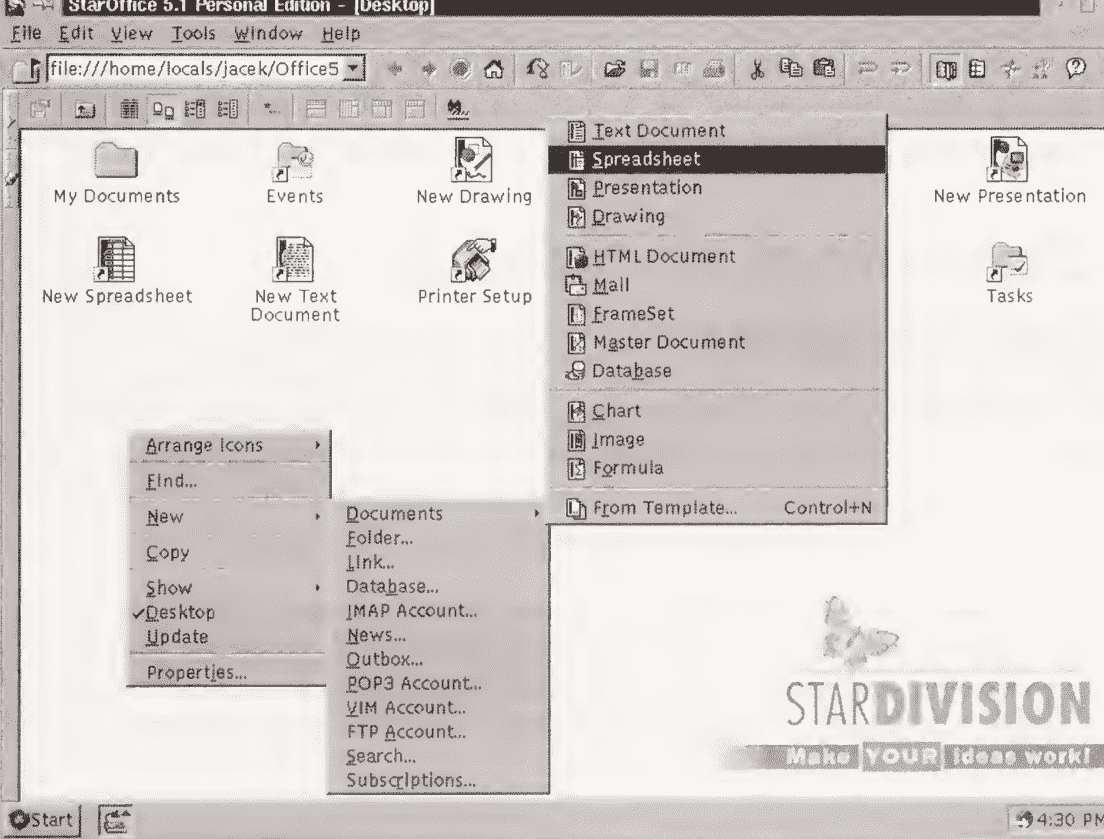 StarOffice 5.1 Personal Edition - [Desktop]
File Edit View Tools Window Help
file:///home/locals/jacek/Office5
My Documents
Events
New Drawing
New Presentation
New Spreadsheet
New Text
Document
Printer Setup
Tasks
Text Document
Spreadsheet
Presentation
Drawing
HTML Document
Mail
FrameSet
Master Document
Database
Chart
Image
Formula
From Template... Control+N
Arrange Icons
Find...
New
Copy
Show
Desktop
Update
Properties...
Documents
Folder...
Link...
Database...
IMAP Account...
News...
Outbox...
POP3 Account...
VIM Account...
FTP Account...
Search...
Subscriptions...
STARDIVISION
Make YOUR ideas work!
Start
4:30 PM